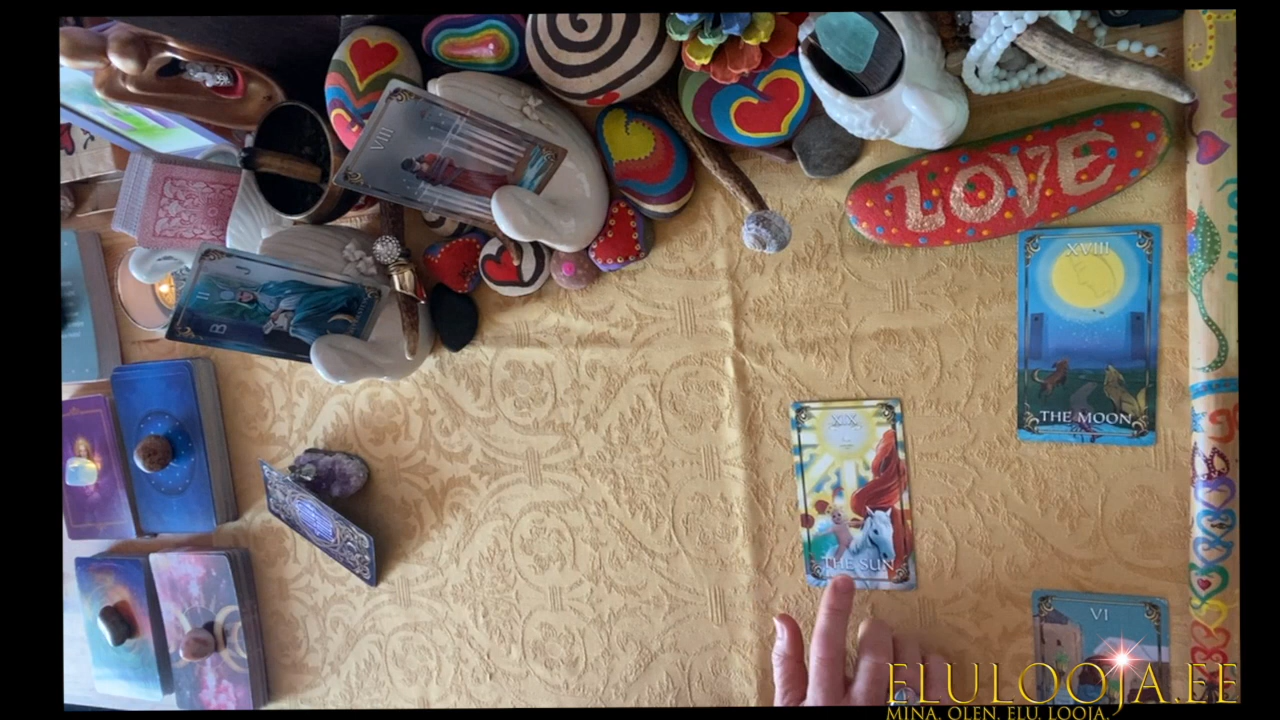 VIII
LOVE
XVIII
THE MOON
B
II
J
XIX
THE SUN
VI
ELULOOJA.EE
MINA. OLEN. ELU. LOOJA.